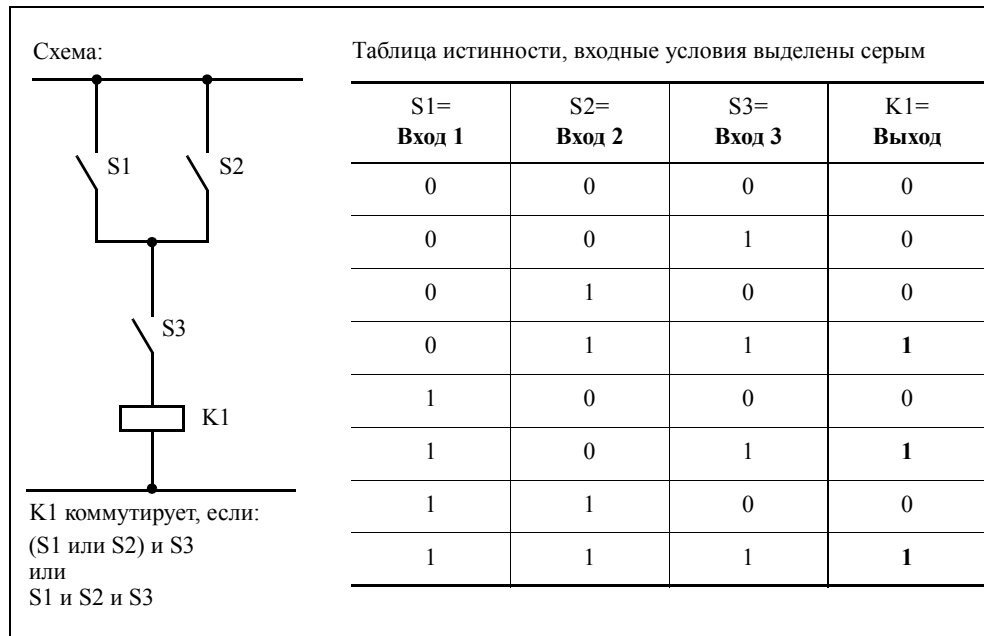 Схема:
S1
S2
S3
K1
K1 коммутирует, если:
(S1 или S2) и S3
или
S1 и S2 и S3
Таблица истинности, входные условия выделены серым
S1= S2= S3= K1=
Вход 1 Вход 2 Вход 3 Выход
0 0 0 0
0 0 1 0
0 1 0 0
0 1 1 1
1 0 0 0
1 0 1 1
1 1 0 0
1 1 1 1